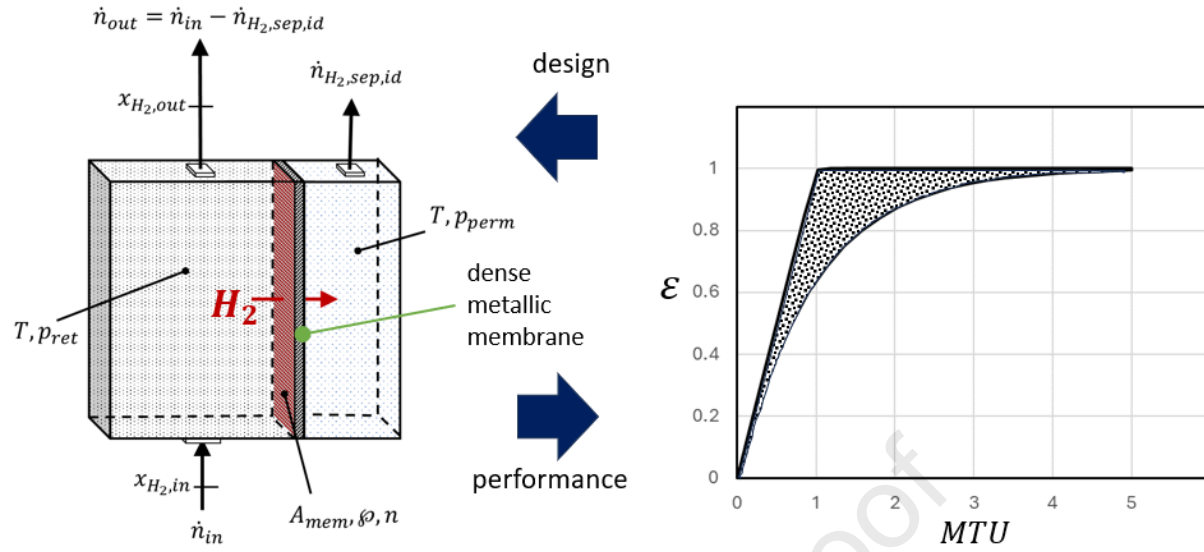 ṅ_out = ṅ_in − ṅ_H₂,sep,id
ṅ_H₂,sep,id
x_H₂,out
T, p_perm
H₂
T, p_ret
dense
metallic
membrane
x_H₂,in
ṅ_in
A_mem, ℘, n
design
performance
ε
1
0.8
0.6
0.4
0.2
0
0 1 2 3 4 5
MTU
oof